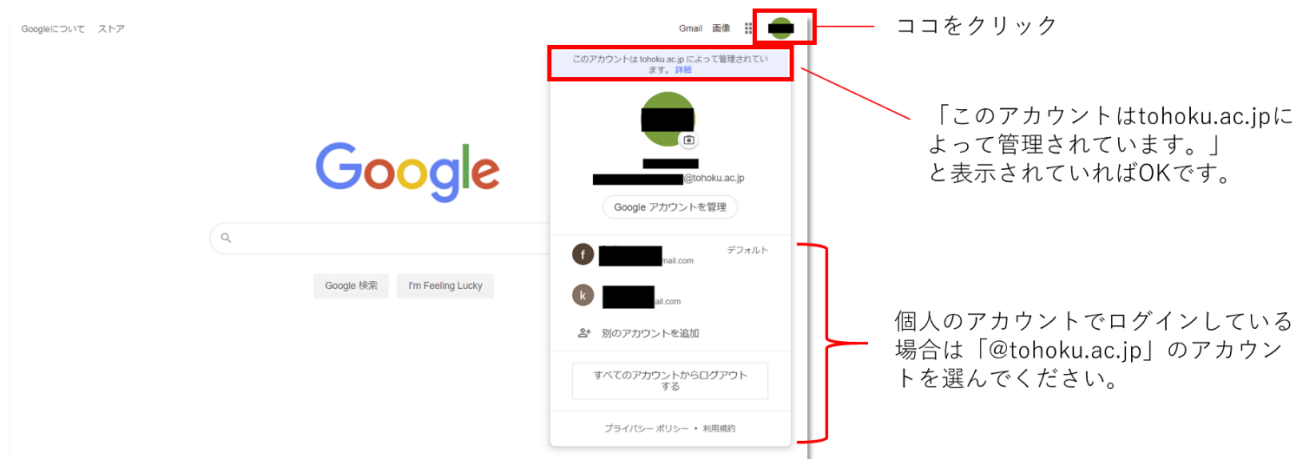 Googleについて ストア
Gmail 画像
ココをクリック
このアカウントは tohoku.ac.jp によって管理されてい
ます。 詳細
「このアカウントはtohoku.ac.jpに
よって管理されています。」
と表示されていればOKです。
Google
@tohoku.ac.jp
Google アカウントを管理
f
デフォルト
mail.com
k
ail.com
別のアカウントを追加
Google 検索
I'm Feeling Lucky
個人のアカウントでログインしている
場合は「@tohoku.ac.jp」のアカウン
トを選んでください。
すべてのアカウントからログアウト
する
プライバシー ポリシー • 利用規約